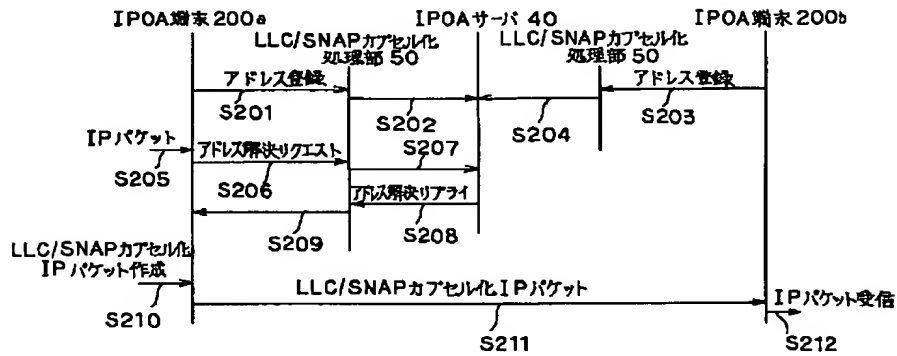 IPOA端末200a
IPOAサーバ 40
IPOA端末200b
LLC/SNAPカプセル化
処理部50
LLC/SNAPカプセル化
処理部50
アドレス登録
アドレス登録
S201
S202
S204
S203
IPパケット
S205
アドレス解決リクエスト
S207
S206
アドレス解決リプライ
S209
S208
LLC/SNAPカプセル化
IPパケット作成
S210
LLC/SNAPカプセル化IPパケット
S211
IPパケット受信
S212